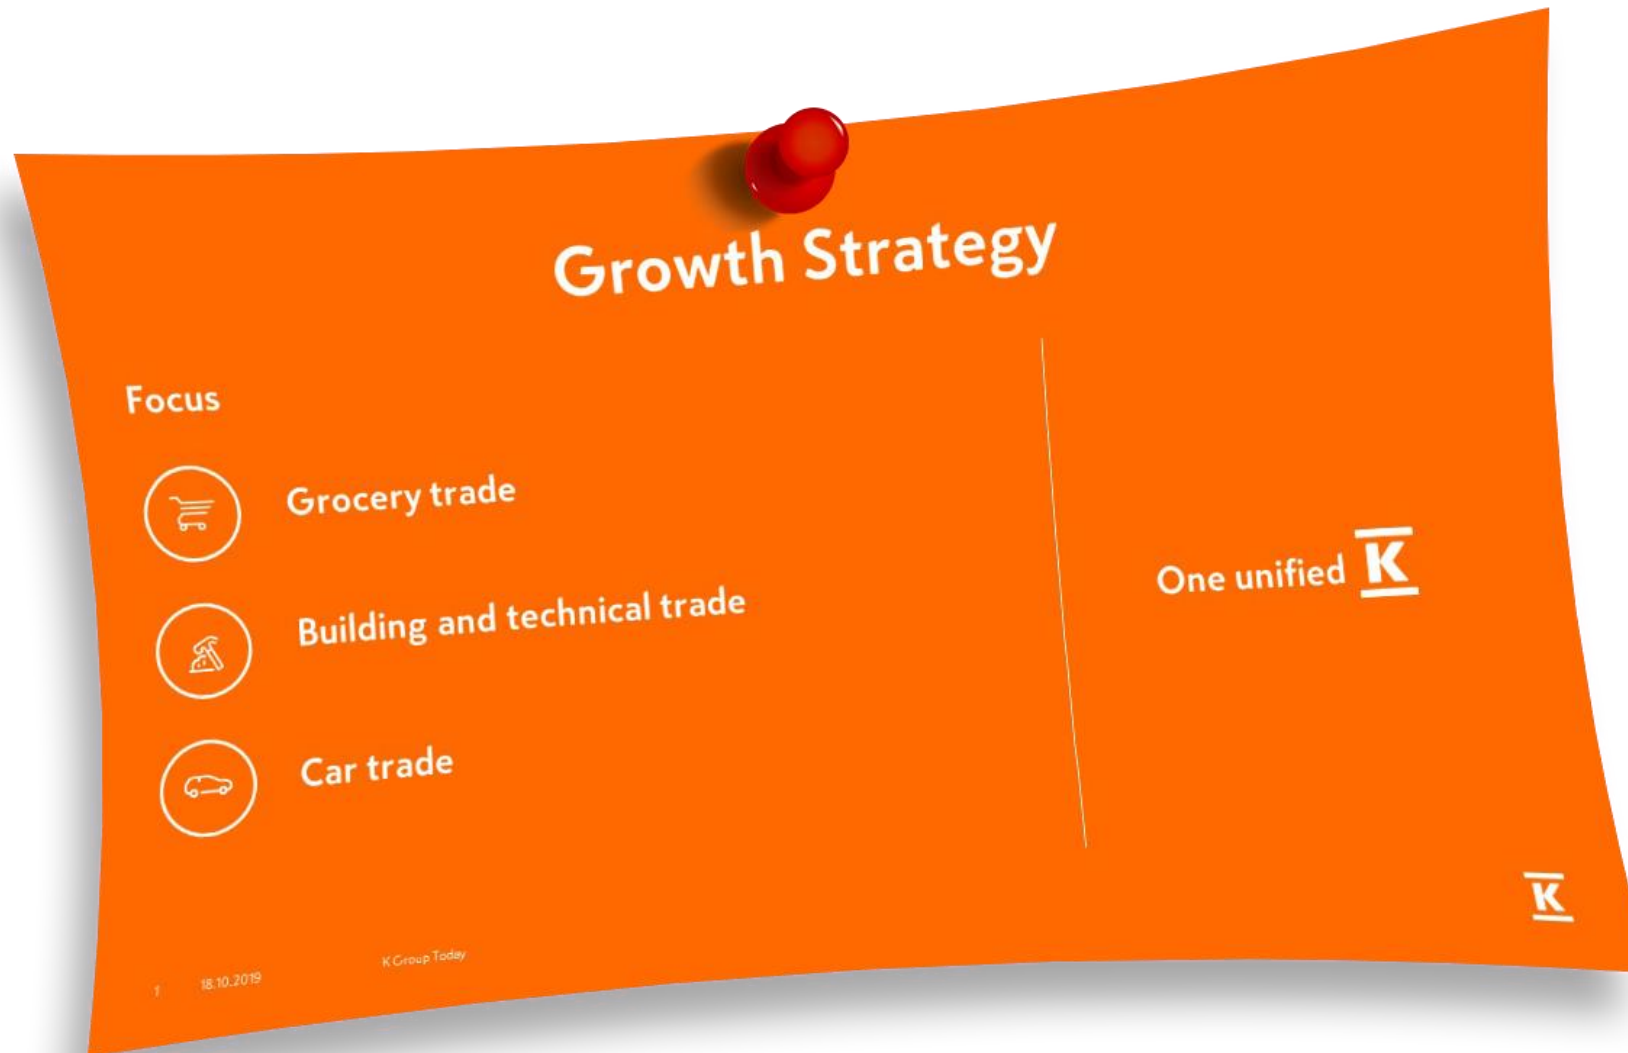 Growth Strategy
Focus
Grocery trade
Building and technical trade
Car trade
One unified K
K
1 18.10.2019 K Group Today